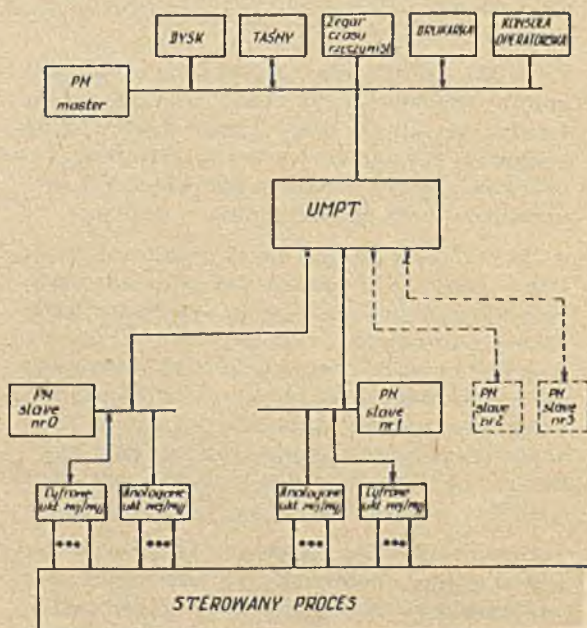 DYSK
TAŚMY
Zegar
czasu
rzeczywist.
DRUKARKA
KONSOLA
OPERATORSKA
PM
master
UMPT
PM
slave
nr0
PM
slave
nr1
PM
slave
nr2
PM
slave
nr3
Cyfrowe
ukł. we/wy
Analogowe
ukł. we/wy
Analogowe
ukł. we/wy
Cyfrowe
ukł. we/wy
STEROWANY PROCES